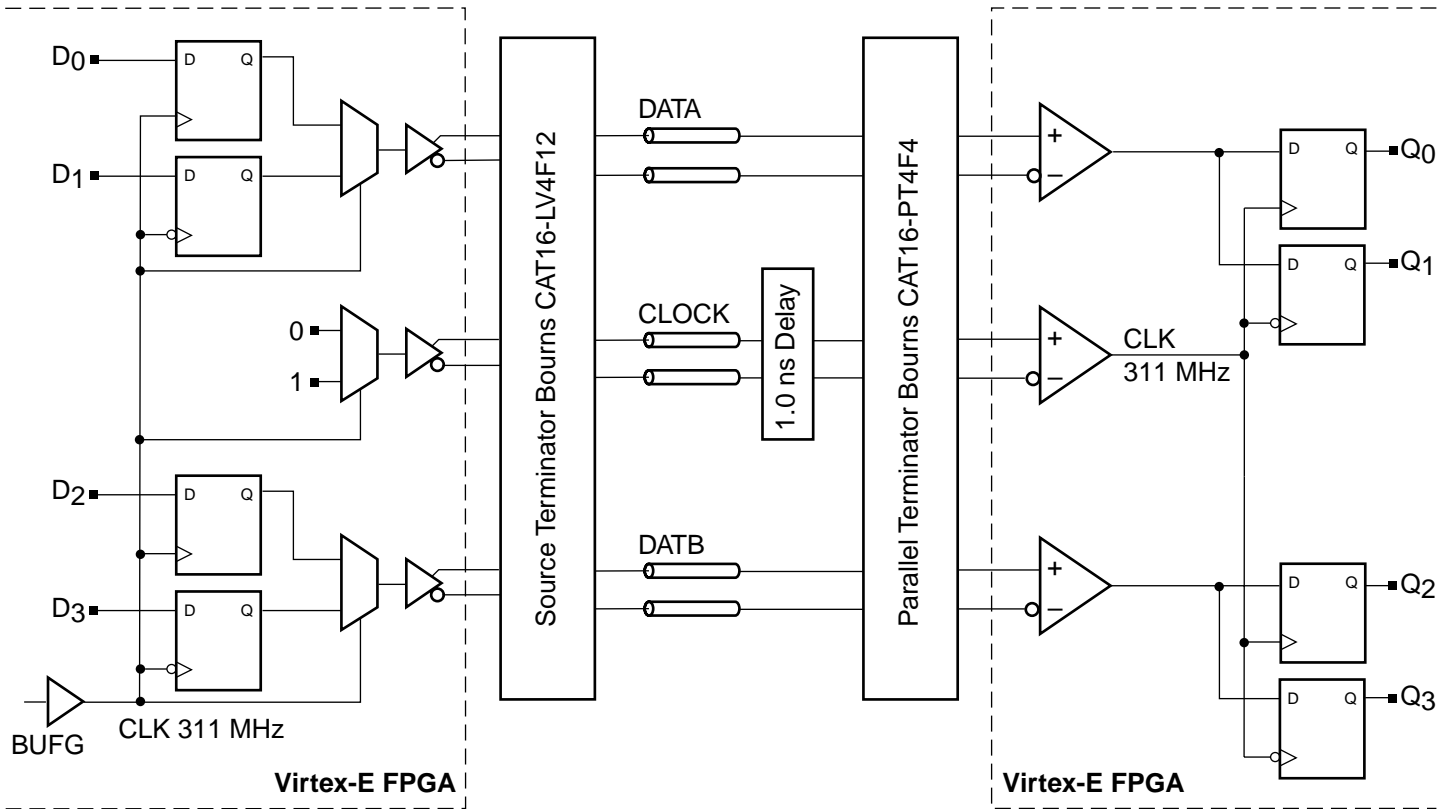 D0
D Q
D1
D Q
0
1
D2
D Q
D3
D Q
BUFG
CLK 311 MHz
Virtex-E FPGA
Source Terminator Bourns CAT16-LV4F12
DATA
CLOCK
1.0 ns Delay
DATB
Parallel Terminator Bourns CAT16-PT4F4
+
−
+
−
CLK
311 MHz
+
−
D Q
Q0
D Q
Q1
D Q
Q2
D Q
Q3
Virtex-E FPGA